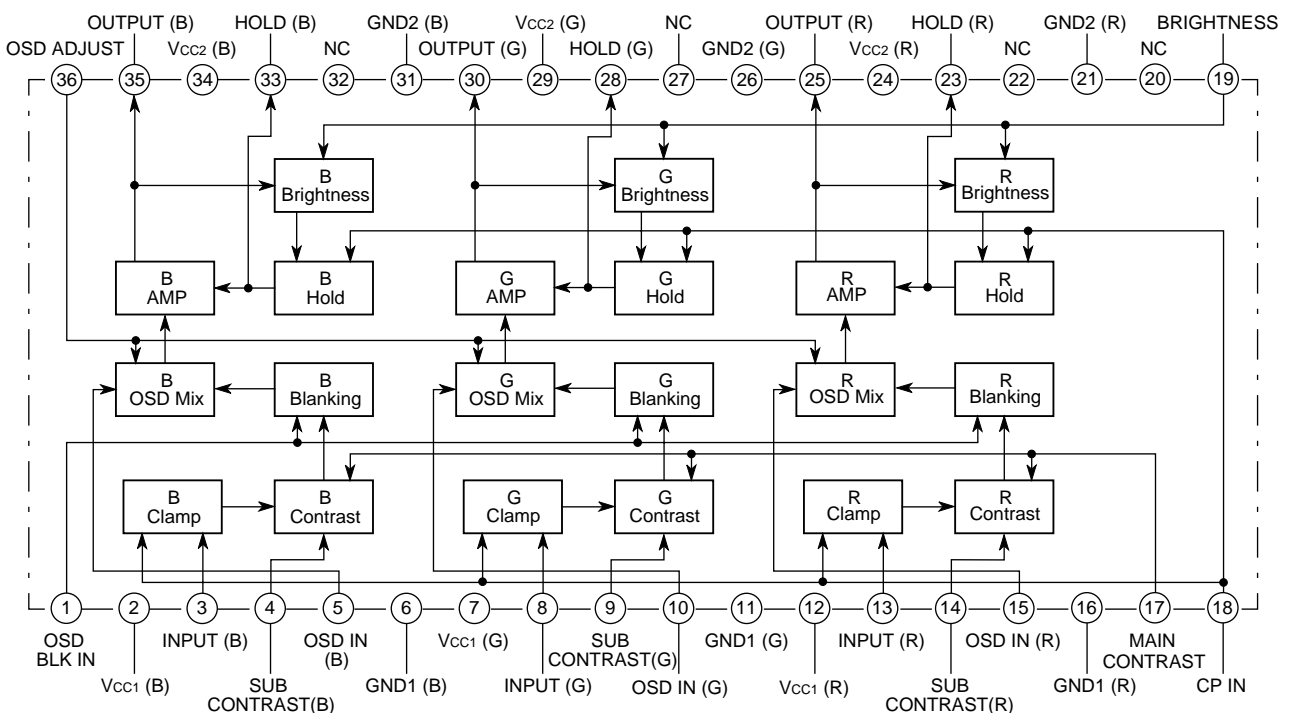 OUTPUT (B)
HOLD (B)
GND2 (B)
VCC2 (G)
NC
OUTPUT (R)
HOLD (R)
GND2 (R)
BRIGHTNESS
OSD ADJUST
VCC2 (B)
NC
OUTPUT (G)
HOLD (G)
GND2 (G)
VCC2 (R)
NC
NC
36 35 34 33 32 31 30 29 28 27 26 25 24 23 22 21 20 19
B
Brightness
G
Brightness
R
Brightness
B
AMP
B
Hold
G
AMP
G
Hold
R
AMP
R
Hold
B
OSD Mix
B
Blanking
G
OSD Mix
G
Blanking
R
OSD Mix
R
Blanking
B
Clamp
B
Contrast
G
Clamp
G
Contrast
R
Clamp
R
Contrast
1 2 3 4 5 6 7 8 9 10 11 12 13 14 15 16 17 18
OSD
BLK IN
INPUT (B)
OSD IN
(B)
VCC1 (G)
SUB
CONTRAST(G)
GND1 (G)
INPUT (R)
OSD IN (R)
MAIN
CONTRAST
VCC1 (B)
SUB
CONTRAST(B)
GND1 (B)
INPUT (G)
OSD IN (G)
VCC1 (R)
SUB
CONTRAST(R)
GND1 (R)
CP IN